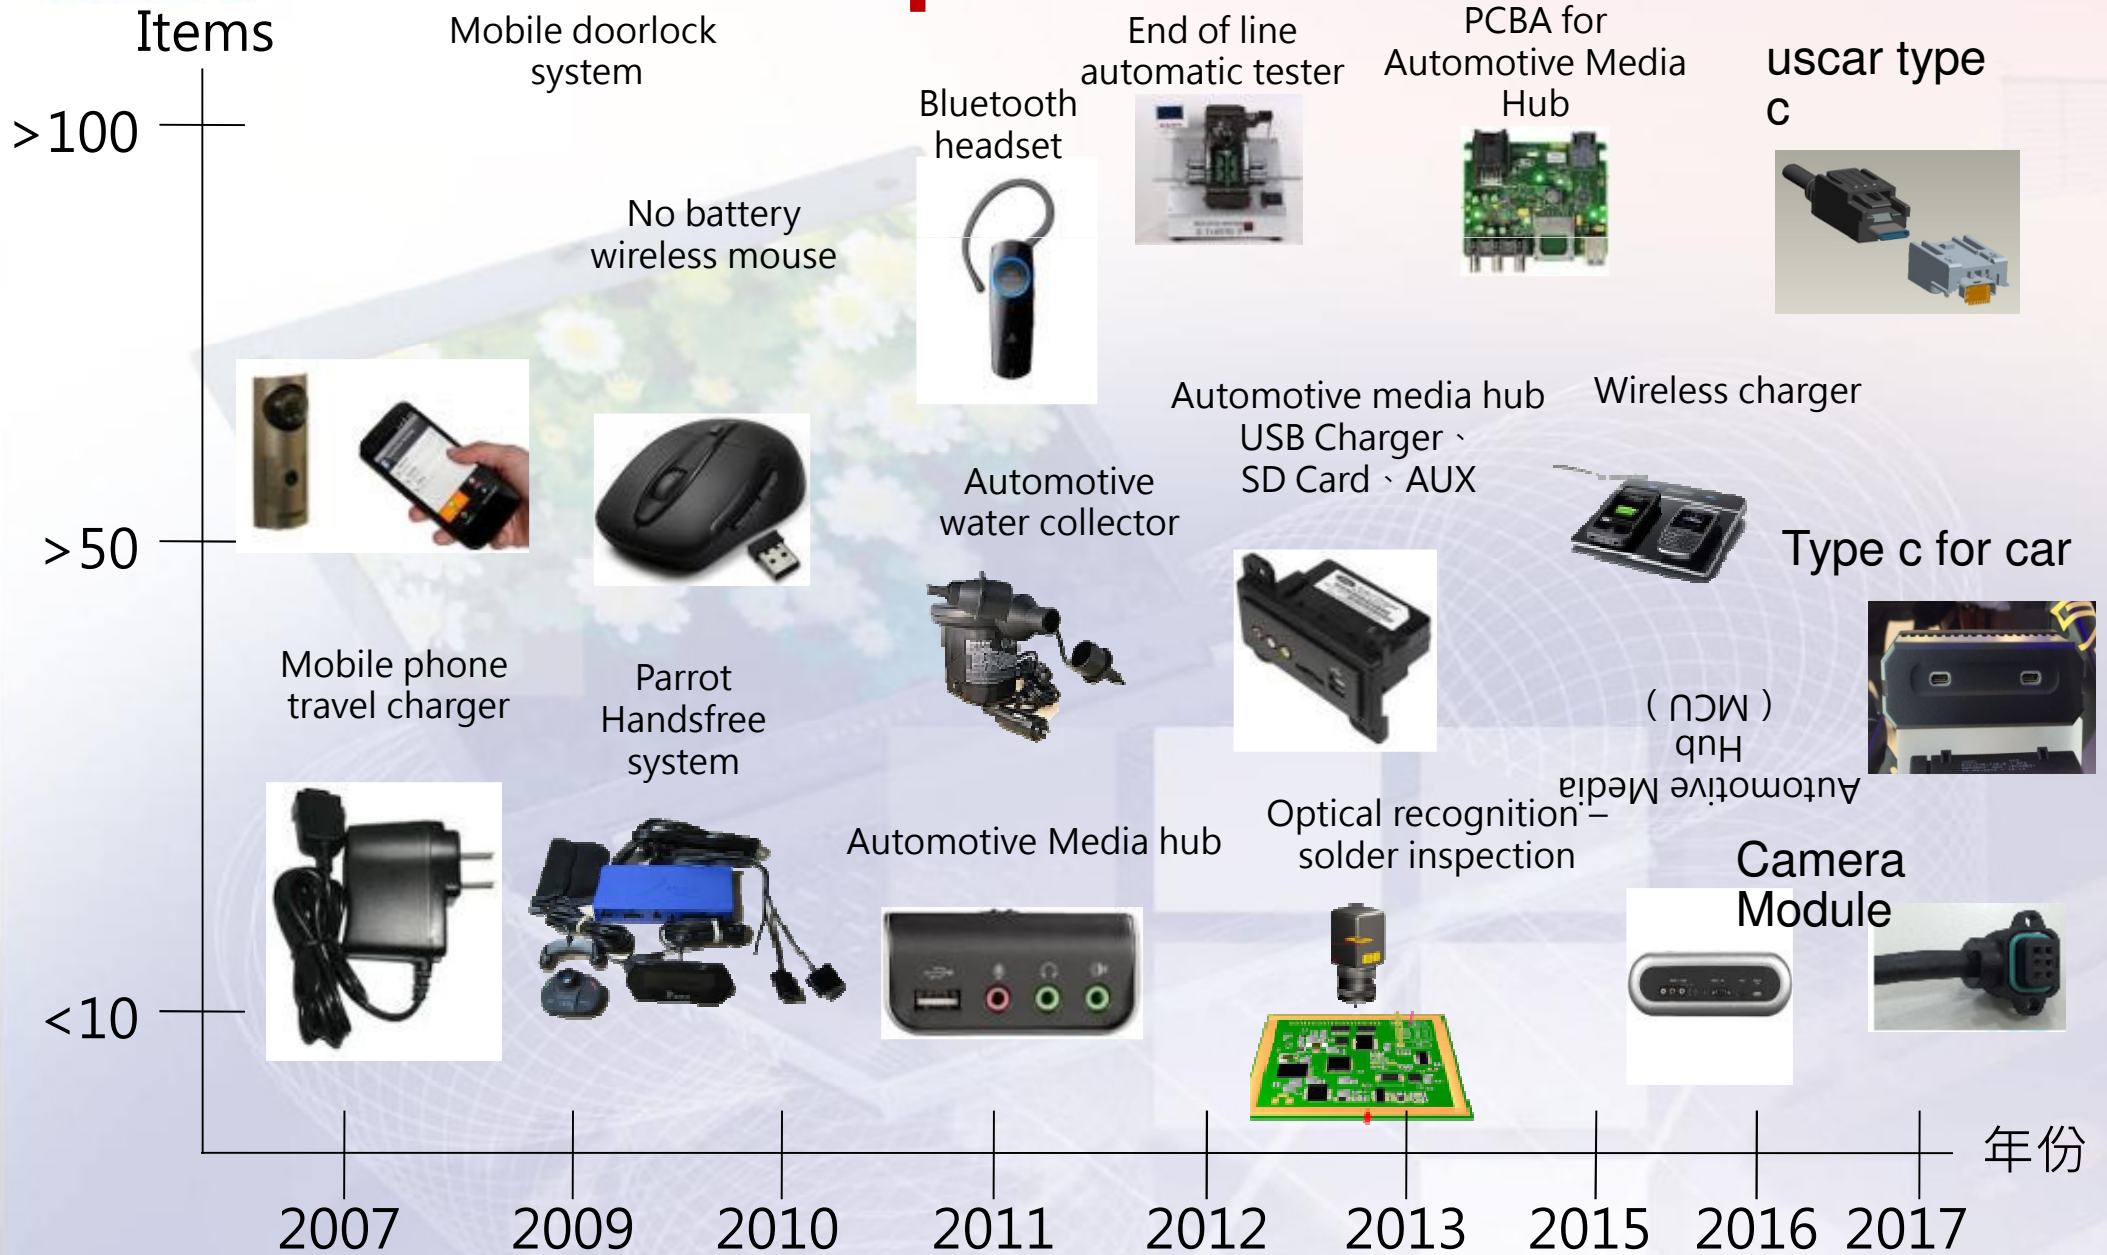 Items
Mobile doorlock
system
End of line
automatic tester
PCBA for
Automotive Media
Hub
uscar type
c
>100
Bluetooth
headset
No battery
wireless mouse
Automotive media hub
USB Charger、
SD Card、AUX
Wireless charger
Automotive
water collector
>50
Type c for car
Mobile phone
travel charger
Parrot
Handsfree
system
Automotive Media
Hub
( MCU )
Automotive Media hub
Optical recognition –
solder inspection
Camera
Module
<10
年份
2007
2009
2010
2011
2012
2013
2015
2016
2017